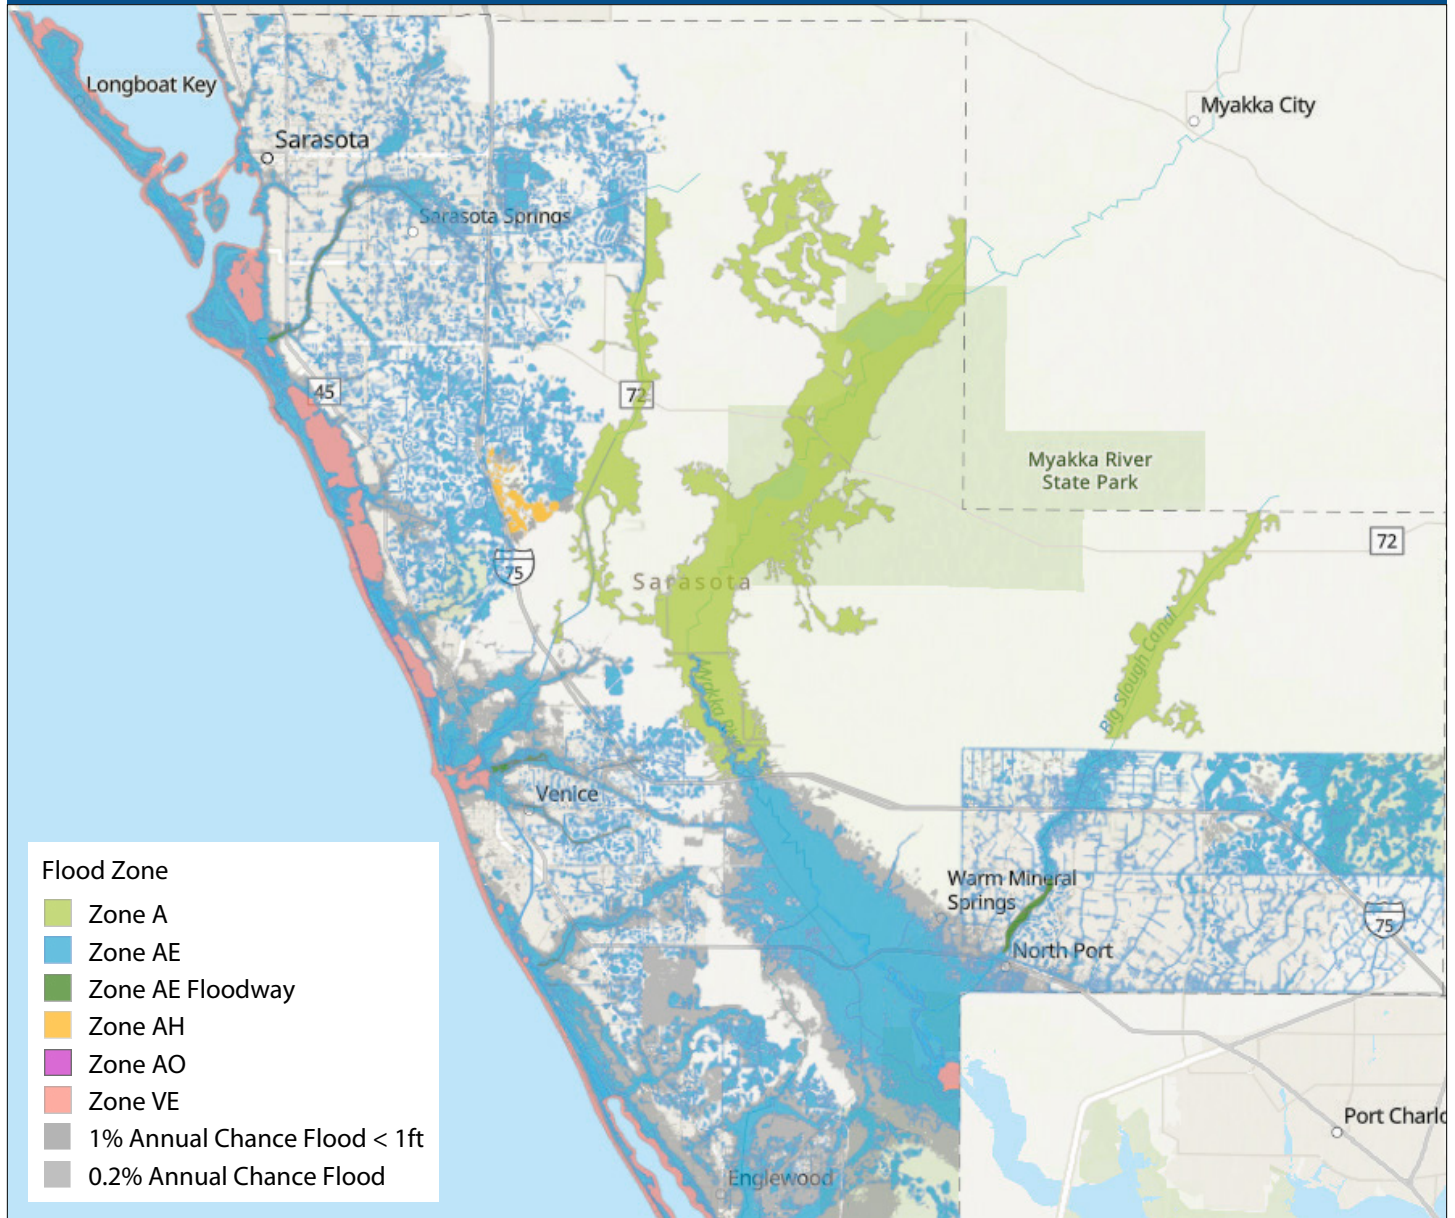 Longboat Key
Myakka City
Sarasota
Sarasota Springs
45
72
Myakka River
State Park
72
75
Sarasota
Big Slough Canal
Myakka River
Venice
Warm Mineral
Springs
75
North Port
Port Charlo
Englewood
Flood Zone
Zone A
Zone AE
Zone AE Floodway
Zone AH
Zone AO
Zone VE
1% Annual Chance Flood < 1ft
0.2% Annual Chance Flood